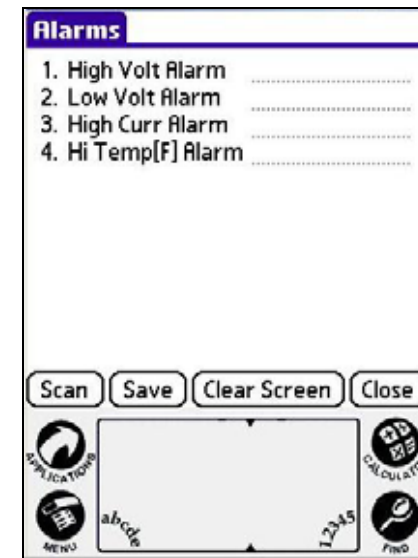 Alarms
1. High Volt Alarm
2. Low Volt Alarm
3. High Curr Alarm
4. Hi Temp[F] Alarm
Scan Save Clear Screen Close
APPLICATIONS
CALCULATOR
MENU
abcde
12345
FIND